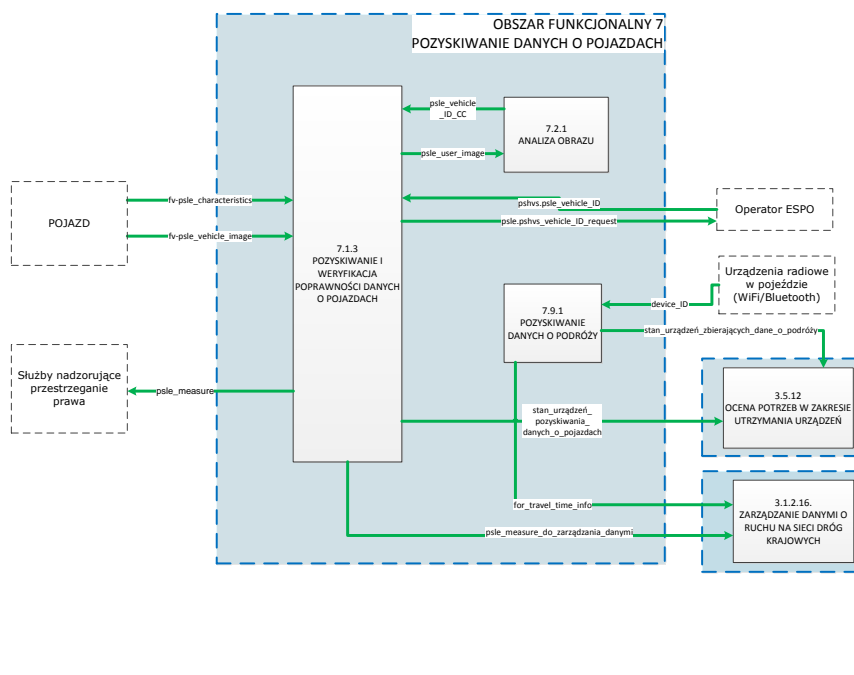 OBSZAR FUNKCJONALNY 7
POZYSKIWANIE DANYCH O POJAZDACH
psle_vehicle
_ID_CC
7.2.1
ANALIZA OBRAZU
psle_user_image
POJAZD
fv-psle_characteristics
fv-psle_vehicle_image
pshvs.psle_vehicle_ID
psle.pshvs_vehicle_ID_request
Operator ESPO
7.1.3
POZYSKIWANIE I
WERYFIKACJA
POPRAWNOŚCI DANYCH
O POJAZDACH
Urządzenia radiowe
w pojeździe
(WiFi/Bluetooth)
device_ID
7.9.1
POZYSKIWANIE
DANYCH O PODRÓŻY
stan_urządzeń_zbierających_dane_o_podróży
Służby nadzorujące
przestrzeganie
prawa
psle_measure
3.5.12
OCENA POTRZEB W ZAKRESIE
UTRZYMANIA URZĄDZEŃ
stan_urządzeń_
pozyskiwania_
danych_o_pojazdach
for_travel_time_info
psle_measure_do_zarządzania_danymi
3.1.2.16.
ZARZĄDZANIE DANYMI O
RUCHU NA SIECI DRÓG
KRAJOWYCH